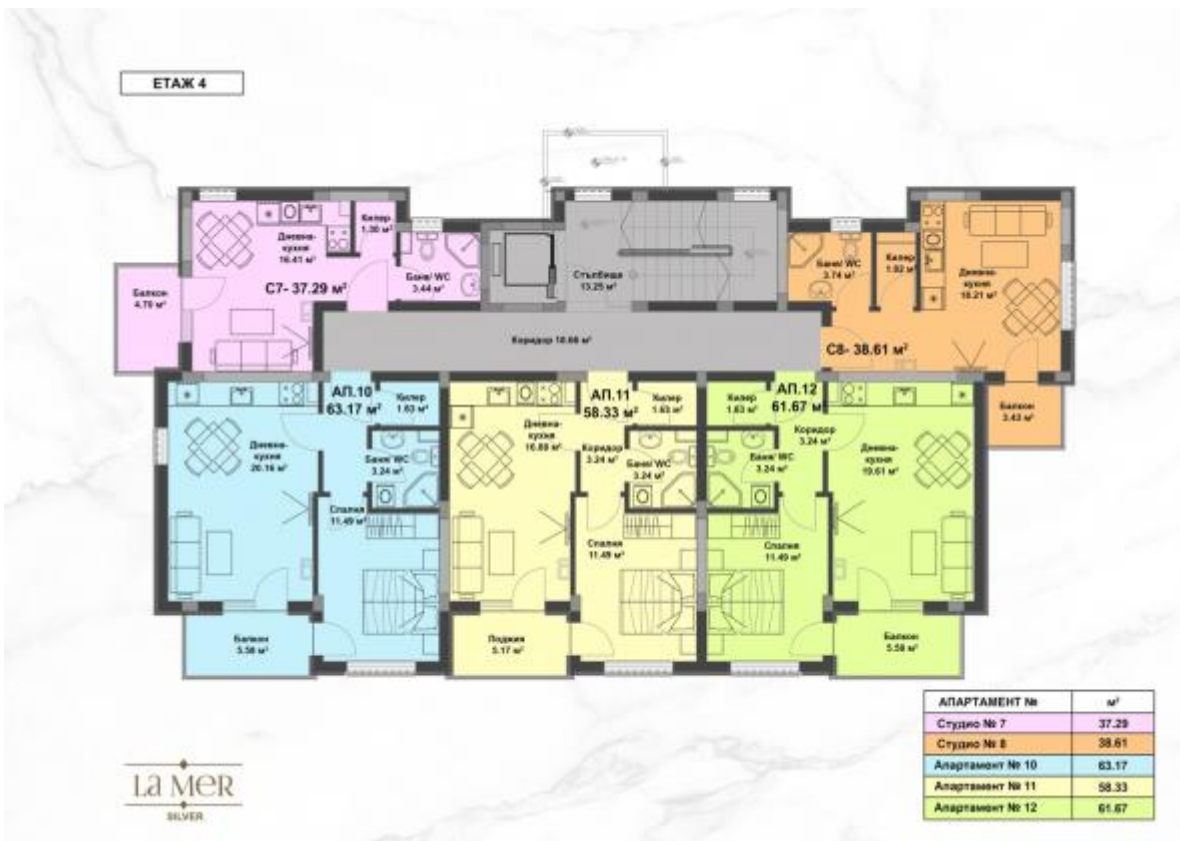 ЕТАЖ 4
Килер
1.30 м²
Дневна-
кухня
16.41 м²
Баня/ WC
3.44 м²
С7- 37.29 м²
Балкон
4.70 м²
Стълбище
13.25 м²
Коридор 18.66 м²
Баня/ WC
3.74 м²
Килер
1.82 м²
Дневна-
кухня
18.21 м²
С8- 38.61 м²
Балкон
3.43 м²
АП.10
63.17 м²
Килер
1.63 м²
Дневна-
кухня
20.16 м²
Баня/ WC
3.24 м²
Спалня
11.49 м²
Балкон
5.58 м²
АП.11
58.33 м²
Килер
1.63 м²
Дневна-
кухня
Коридор
3.24 м²
Баня/ WC
3.24 м²
Спалня
11.49 м²
Лоджия
5.17 м²
АП.12
61.67 м²
Килер
1.63 м²
Коридор
3.24 м²
Баня/ WC
3.24 м²
Дневна-
кухня
19.61 м²
Спалня
11.49 м²
Балкон
5.58 м²
АПАРТАМЕНТ № м²
Студио № 7 37.29
Студио № 8 38.61
Апартамент № 10 63.17
Апартамент № 11 58.33
Апартамент № 12 61.67
La MeR
SILVER